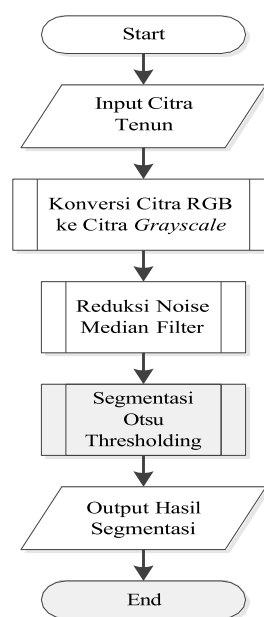 Start
Input Citra
Tenun
Konversi Citra RGB
ke Citra Grayscale
Reduksi Noise
Median Filter
Segmentasi
Otsu
Thresholding
Output Hasil
Segmentasi
End